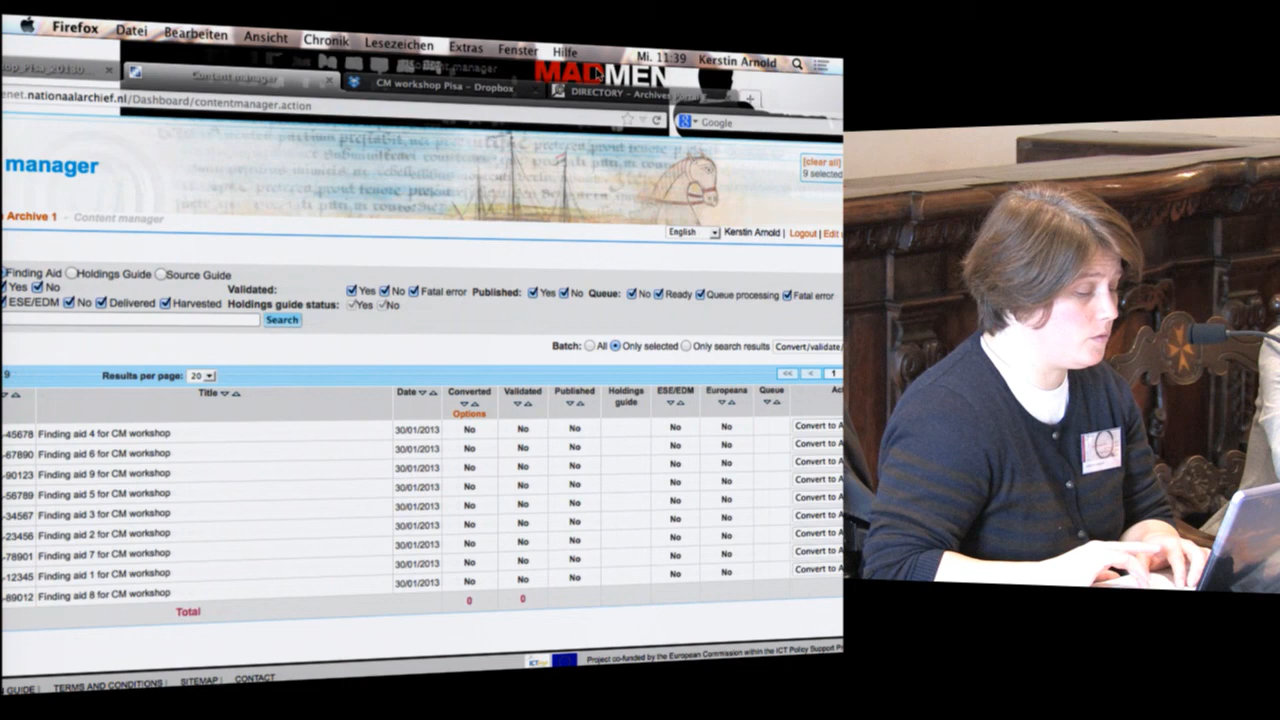 Firefox Datei Bearbeiten Ansicht Chronik Lesezeichen Extras Fenster Hilfe Mi. 11:39 Kerstin Arnold
MADMEN
Content manager CM workshop Pisa – Dropbox DIRECTORY – Archives
enet.nationaalarchief.nl/Dashboard/contentmanager.action
Google
manager
[clear all]
9 selected
Archive 1 - Content manager
English Kerstin Arnold | Logout | Edit
Finding Aid Holdings Guide Source Guide
Yes No Validated: Yes No Fatal error Published: Yes No Queue: No Ready Queue processing Fatal error
ESE/EDM No Delivered Harvested Holdings guide status: Yes No
Search
Batch: All Only selected Only search results Convert/validate/
9 Results per page: 20 << < 1
Title Date Converted Validated Published Holdings guide ESE/EDM Europeana Queue
Options
-45678 Finding aid 4 for CM workshop 30/01/2013 No No No No No Convert to
-67890 Finding aid 6 for CM workshop 30/01/2013 No No No No No Convert to
-90123 Finding aid 9 for CM workshop 30/01/2013 No No No No No Convert to
-56789 Finding aid 5 for CM workshop 30/01/2013 No No No No No Convert to
-34567 Finding aid 3 for CM workshop 30/01/2013 No No No No No Convert to
-23456 Finding aid 2 for CM workshop 30/01/2013 No No No No No Convert to
-78901 Finding aid 7 for CM workshop 30/01/2013 No No No No No Convert to
-12345 Finding aid 1 for CM workshop 30/01/2013 No No No No No Convert to
-89012 Finding aid 8 for CM workshop 30/01/2013 No No No No No Convert to
Total 0 0
Project co-funded by the European Commission within the ICT Policy Support
GUIDE | TERMS AND CONDITIONS | SITEMAP | CONTACT